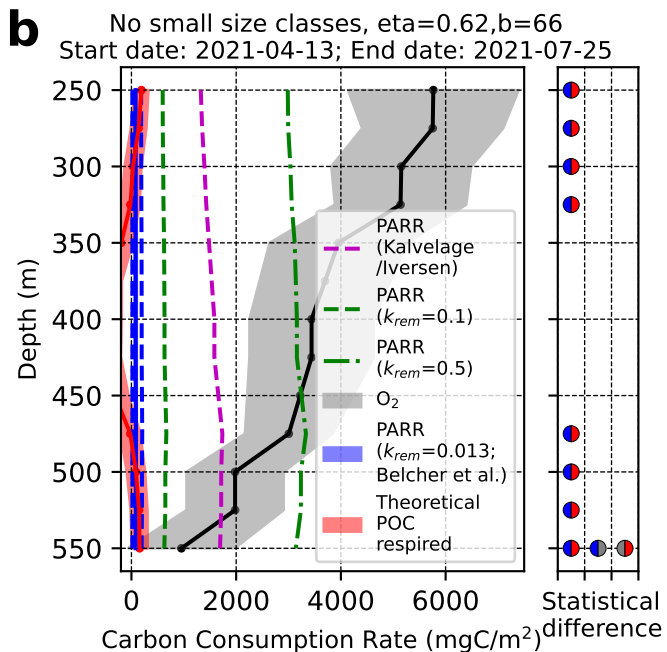 b
No small size classes, eta=0.62,b=66
Start date: 2021-04-13; End date: 2021-07-25
250
300
350
400
450
500
550
Depth (m)
PARR
(Kalvelage
/Iversen)
PARR
(k_rem=0.1)
PARR
(k_rem=0.5)
O₂
PARR
(k_rem=0.013;
Belcher et al.)
Theoretical
POC
respired
0 2000 4000 6000
Carbon Consumption Rate (mgC/m²)
Statistical
difference